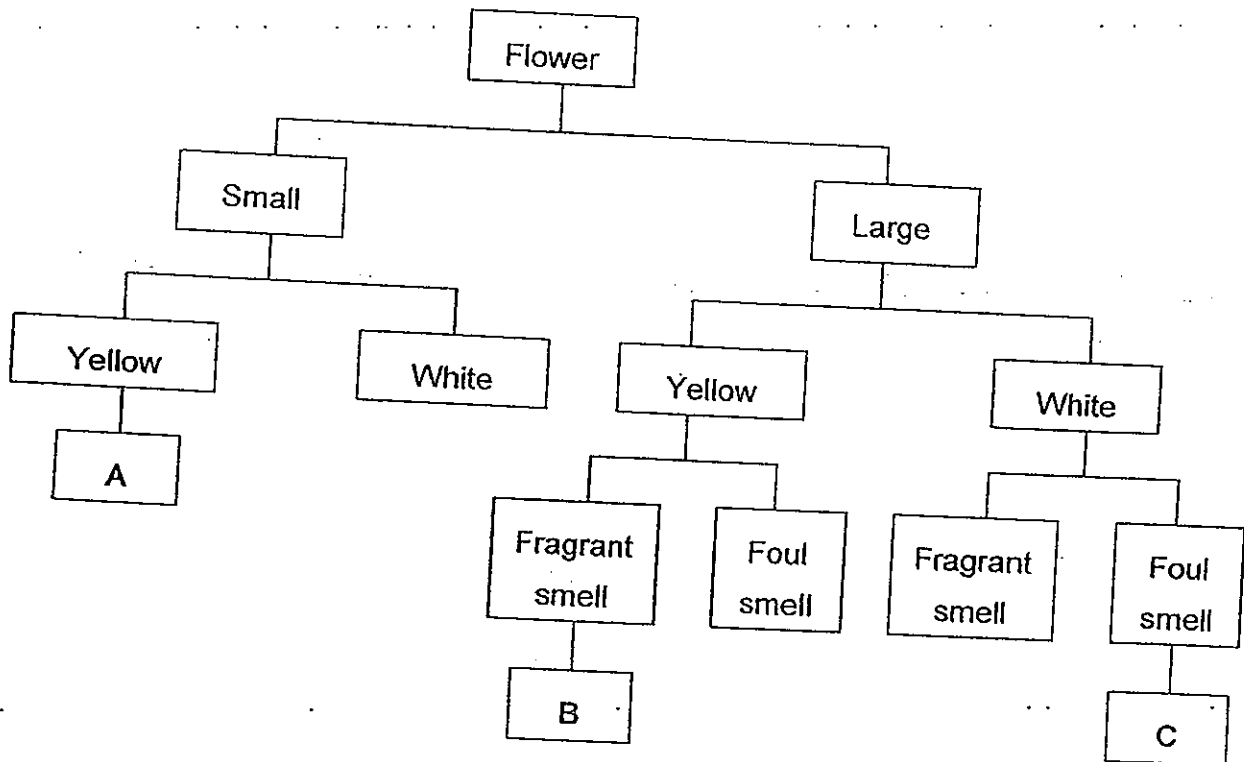 Flower
Small
Large
Yellow
White
Yellow
White
A
Fragrant
smell
Foul
smell
Fragrant
smell
Foul
smell
B
C